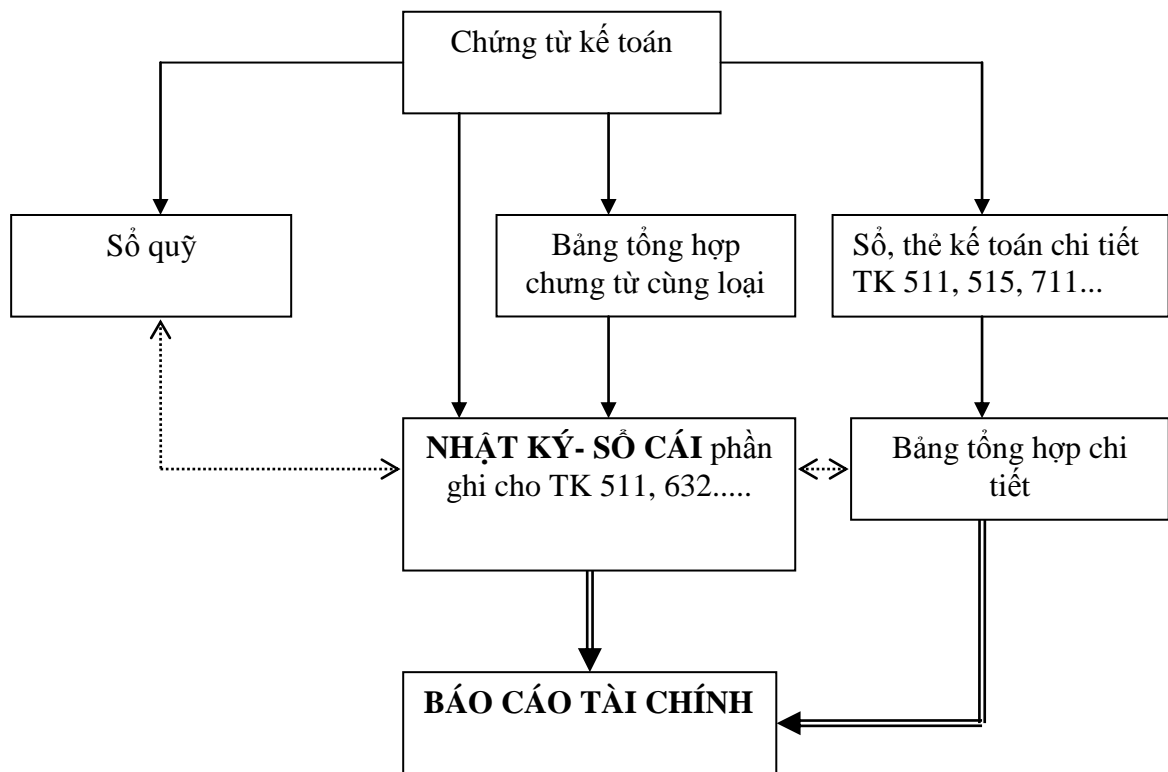 Chứng từ kế toán
Sổ quỹ
Bảng tổng hợp
chưng từ cùng loại
Sổ, thẻ kế toán chi tiết
TK 511, 515, 711...
NHẬT KÝ- SỔ CÁI phần
ghi cho TK 511, 632.....
Bảng tổng hợp chi
tiết
BÁO CÁO TÀI CHÍNH